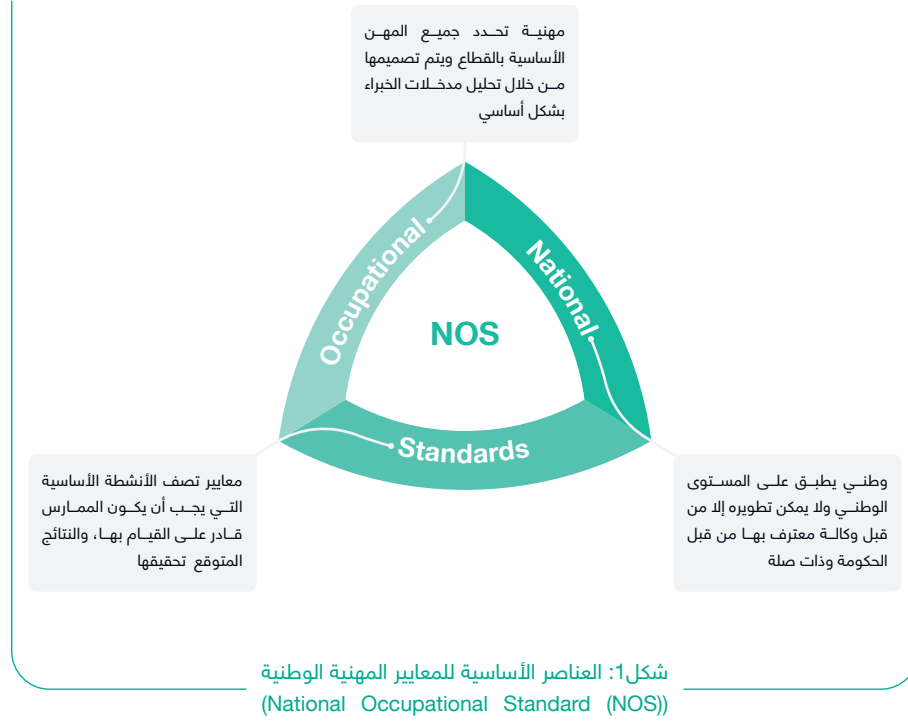 مهنية تحدد جميع المهن
الأساسية بالقطاع ويتم تصميمها
من خلال تحليل مدخلات الخبراء
بشكل أساسي
Occupational
National
NOS
Standards
وطني يطبق على المستوى
الوطني ولا يمكن تطويره إلا من
قبل وكالة معترف بها من قبل
الحكومة وذات صلة
معايير تصف الأنشطة الأساسية
التي يجب أن يكون الممارس
قادر على القيام بها، والنتائج
المتوقع تحقيقها
شكل1: العناصر الأساسية للمعايير المهنية الوطنية
(National Occupational Standard (NOS))